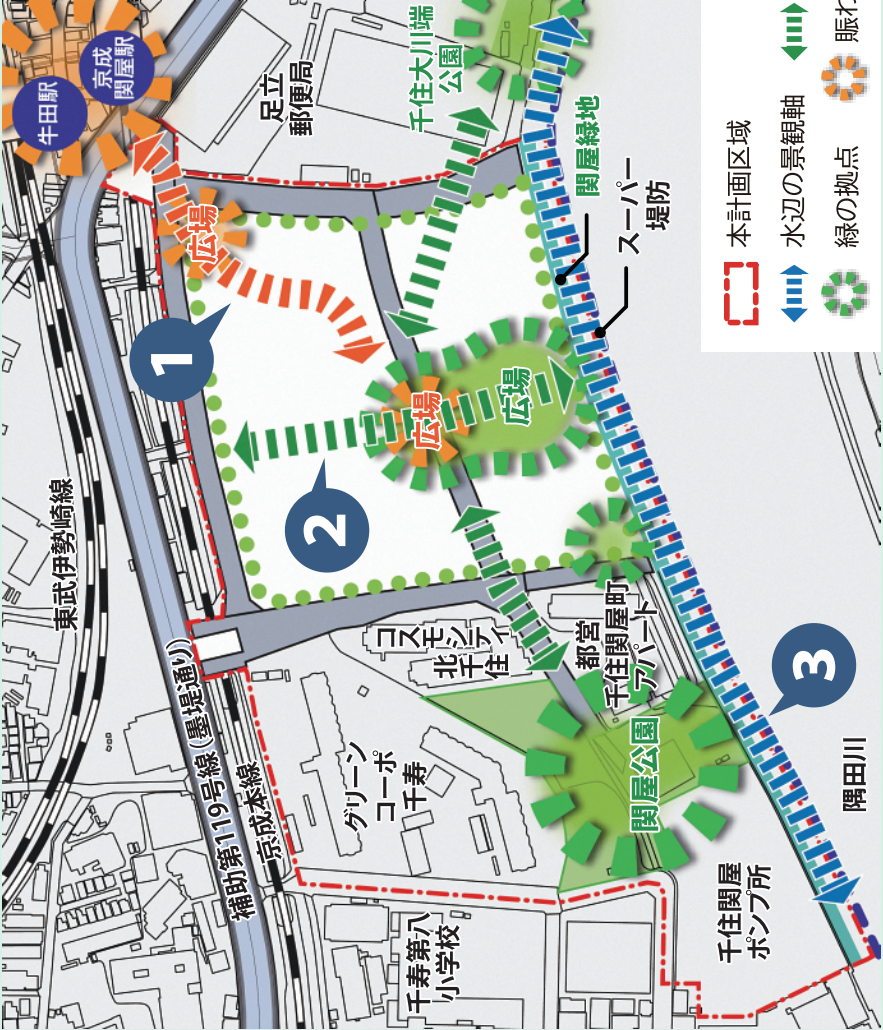 牛田駅
京成
関屋駅
足立
郵便局
千住大川端
公園
広場
関屋緑地
スーパー
堤防
1
広場
広場
2
東武伊勢崎線
補助第119号線(墨堤通り)
京成本線
コスモシティ
北千住
都営
千住関屋町
アパート
グリーン
コーポ
千寿
関屋公園
3
隅田川
千寿第八
小学校
千住関屋
ポンプ所
本計画区域
水辺の景観軸
緑の拠点
賑わ